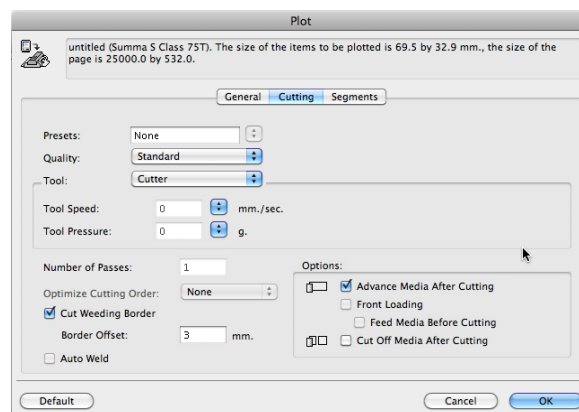 Plot
untitled (Summa S Class 75T). The size of the items to be plotted is 69.5 by 32.9 mm., the size of the
page is 25000.0 by 532.0.
General Cutting Segments
Presets: None
Quality: Standard
Tool: Cutter
Tool Speed: 0 mm./sec.
Tool Pressure: 0 g.
Number of Passes: 1
Optimize Cutting Order: None
Cut Weeding Border
Border Offset: 3 mm.
Auto Weld
Options:
Advance Media After Cutting
Front Loading
Feed Media Before Cutting
Cut Off Media After Cutting
Default Cancel OK